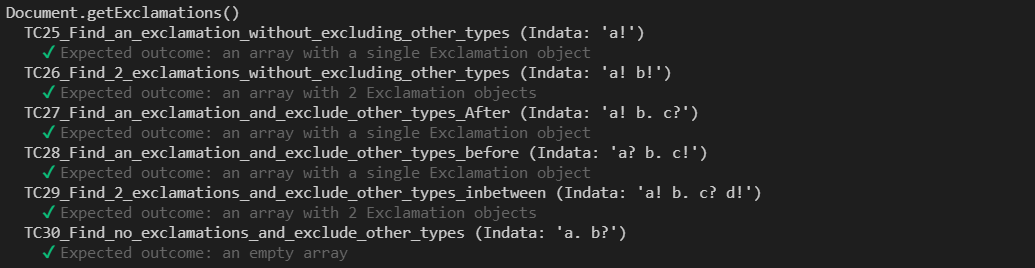 Document.getExclamations()
TC25_Find_an_exclamation_without_excluding_other_types (Indata: 'a!')
✓ Expected outcome: an array with a single Exclamation object
TC26_Find_2_exclamations_without_excluding_other_types (Indata: 'a! b!')
✓ Expected outcome: an array with 2 Exclamation objects
TC27_Find_an_exclamation_and_exclude_other_types_After (Indata: 'a! b. c?')
✓ Expected outcome: an array with a single Exclamation object
TC28_Find_an_exclamation_and_exclude_other_types_before (Indata: 'a? b. c!')
✓ Expected outcome: an array with a single Exclamation object
TC29_Find_2_exclamations_and_exclude_other_types_inbetween (Indata: 'a! b. c? d!')
✓ Expected outcome: an array with 2 Exclamation objects
TC30_Find_no_exclamations_and_exclude_other_types (Indata: 'a. b?')
✓ Expected outcome: an empty array